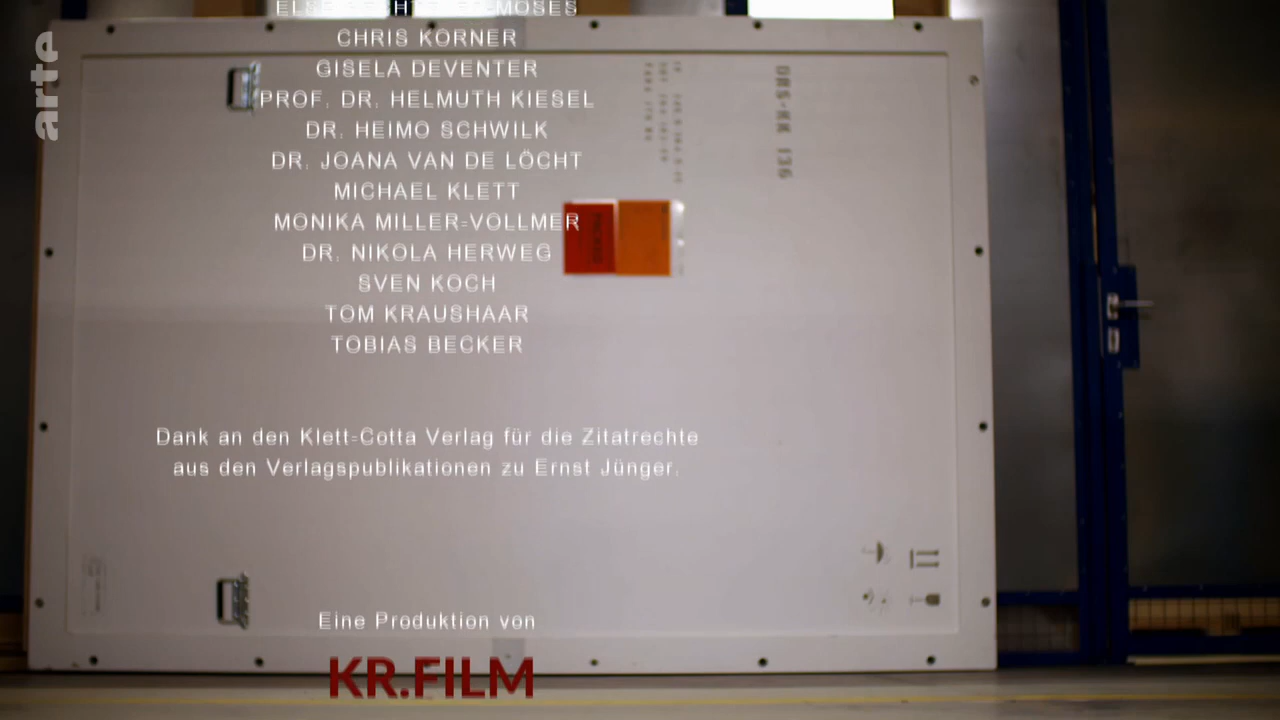 arte
CHRIS KÖRNER
GISELA DEVENTER
PROF. DR. HELMUTH KIESEL
DR. HEIMO SCHWILK
DR. JOANA VAN DE LÖCHT
MICHAEL KLETT
MONIKA MILLER-VOLLMER
DR. NIKOLA HERWEG
SVEN KOCH
TOM KRAUSHAAR
TOBIAS BECKER
Dank an den Klett-Cotta Verlag für die Zitatrechte
aus den Verlagspublikationen zu Ernst Jünger.
Eine Produktion von
KR.FILM